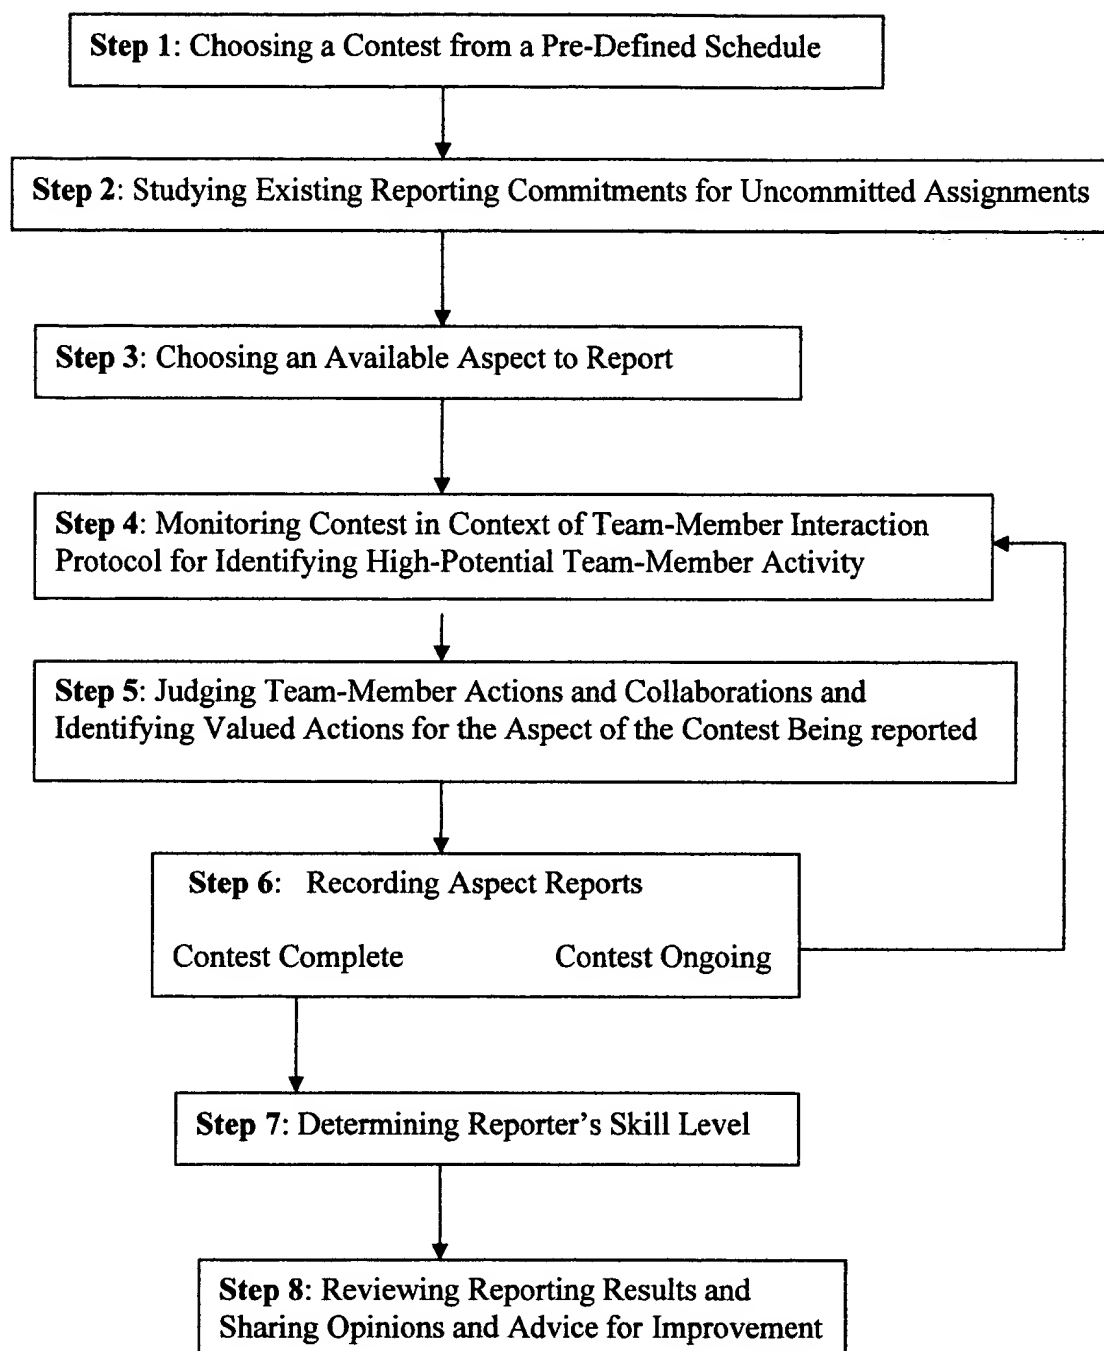 Step 1: Choosing a Contest from a Pre-Defined Schedule
Step 2: Studying Existing Reporting Commitments for Uncommitted Assignments
Step 3: Choosing an Available Aspect to Report
Step 4: Monitoring Contest in Context of Team-Member Interaction
Protocol for Identifying High-Potential Team-Member Activity
Step 5: Judging Team-Member Actions and Collaborations and
Identifying Valued Actions for the Aspect of the Contest Being reported
Step 6: Recording Aspect Reports
Contest Complete Contest Ongoing
Step 7: Determining Reporter's Skill Level
Step 8: Reviewing Reporting Results and
Sharing Opinions and Advice for Improvement